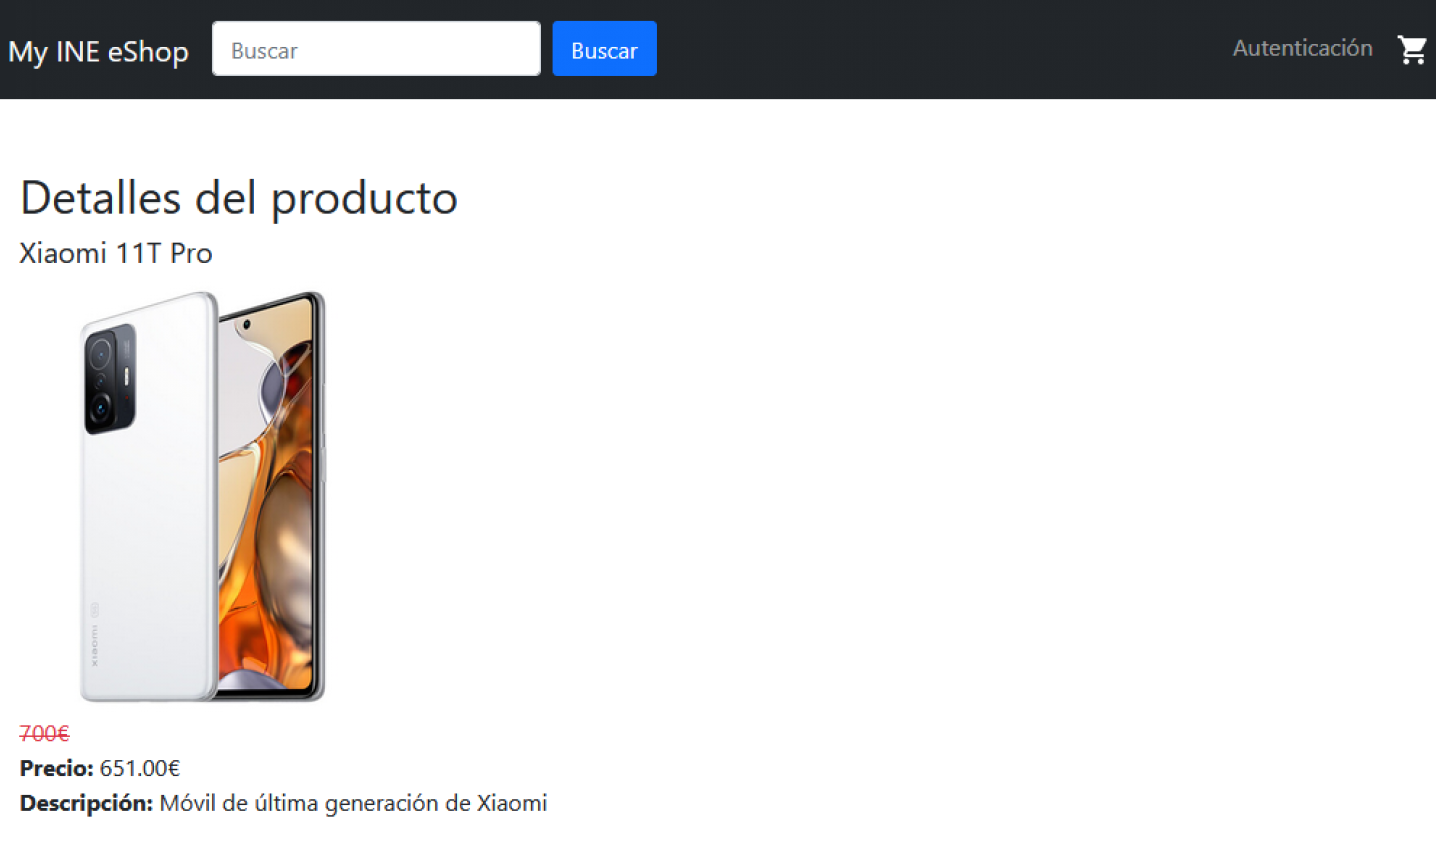 My INE eShop Buscar Buscar Autenticación
Detalles del producto
Xiaomi 11T Pro
xiaomi
700€
Precio: 651.00€
Descripción: Móvil de última generación de Xiaomi